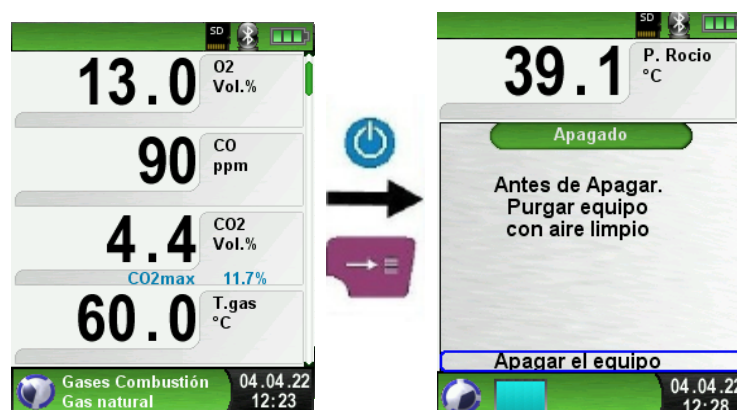 SD
13.0 O2 Vol.%
90 CO ppm
4.4 CO2 Vol.%
CO2max 11.7%
60.0 T.gas °C
Gases Combustión 04.04.22
Gas natural 12:23
SD
39.1 P. Rocio °C
Apagado
Antes de Apagar.
Purgar equipo
con aire limpio
Apagar el equipo
04.04.22
12:28